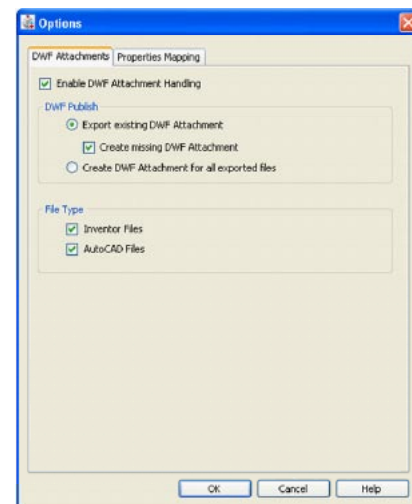 Options
DWF Attachments Properties Mapping
Enable DWF Attachment Handling
DWF Publish
Export existing DWF Attachment
Create missing DWF Attachment
Create DWF Attachment for all exported files
File Type
Inventor Files
AutoCAD Files
OK Cancel Help